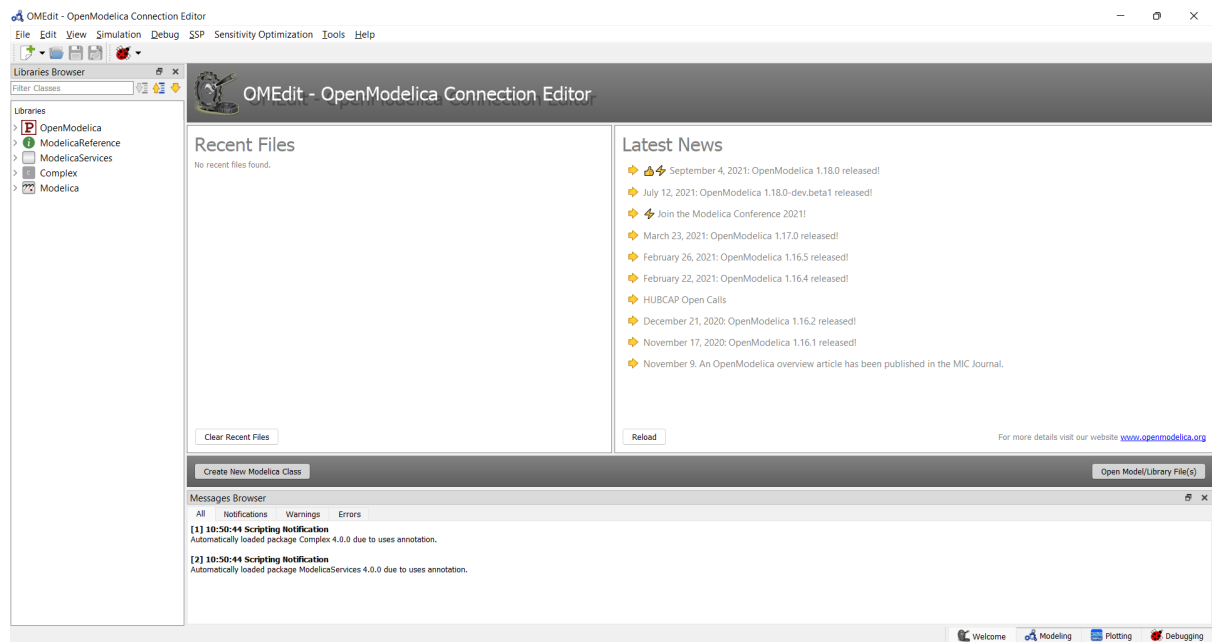 OMEdit - OpenModelica Connection Editor
File Edit View Simulation Debug SSP Sensitivity Optimization Tools Help
Libraries Browser
Filter Classes
Libraries
P OpenModelica
i ModelicaReference
ModelicaServices
C Complex
Modelica
OMEdit - OpenModelica Connection Editor
Recent Files
No recent files found.
Clear Recent Files
Latest News
September 4, 2021: OpenModelica 1.18.0 released!
July 12, 2021: OpenModelica 1.18.0-dev.beta1 released!
Join the Modelica Conference 2021!
March 23, 2021: OpenModelica 1.17.0 released!
February 26, 2021: OpenModelica 1.16.5 released!
February 22, 2021: OpenModelica 1.16.4 released!
HUBCAP Open Calls
December 21, 2020: OpenModelica 1.16.2 released!
November 17, 2020: OpenModelica 1.16.1 released!
November 9. An OpenModelica overview article has been published in the MIC Journal.
Reload
For more details visit our website www.openmodelica.org
Create New Modelica Class
Open Model/Library File(s)
Messages Browser
All Notifications Warnings Errors
[1] 10:50:44 Scripting Notification
Automatically loaded package Complex 4.0.0 due to uses annotation.
[2] 10:50:44 Scripting Notification
Automatically loaded package ModelicaServices 4.0.0 due to uses annotation.
Welcome Modeling Plotting Debugging